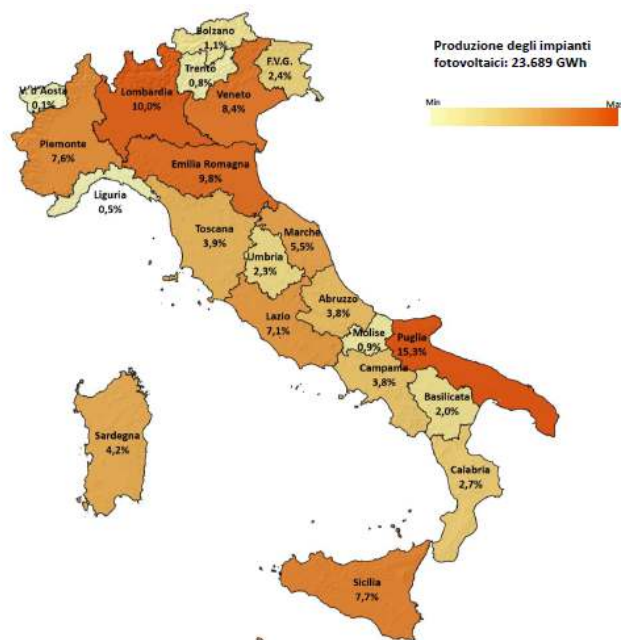 Bolzano
1,1%
Produzione degli impianti
fotovoltaici: 23.689 GWh
Min
Max
F.V.G.
2,4%
Trento
0,8%
V. d'Aosta
0,1%
Lombardia
10,0%
Veneto
8,4%
Piemonte
7,6%
Emilia Romagna
9,8%
Liguria
0,5%
Toscana
3,9%
Marche
5,5%
Umbria
2,3%
Abruzzo
3,8%
Lazio
7,1%
Molise
0,9%
Puglia
15,3%
Campania
3,8%
Basilicata
2,0%
Sardegna
4,2%
Calabria
2,7%
Sicilia
7,7%